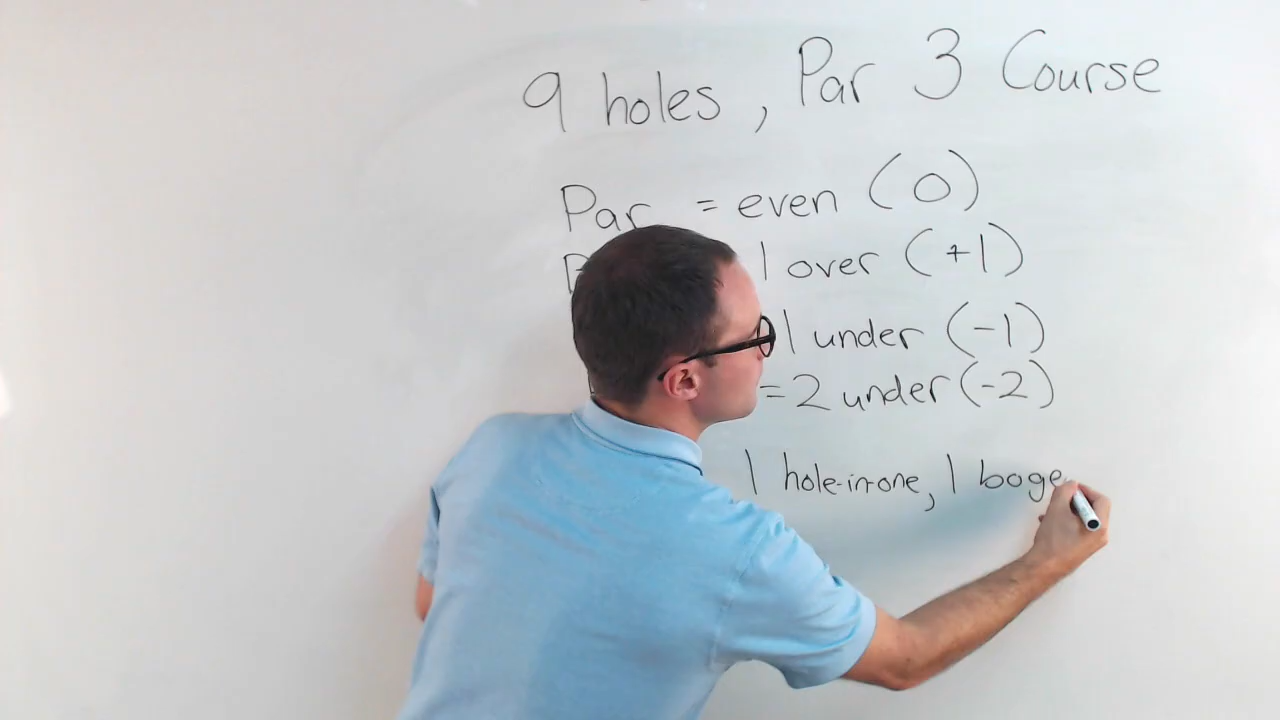 9 holes, Par 3 Course
Par = even (0)
1 over (+1)
1 under (-1)
= 2 under (-2)
1 hole-in-one, 1 boge